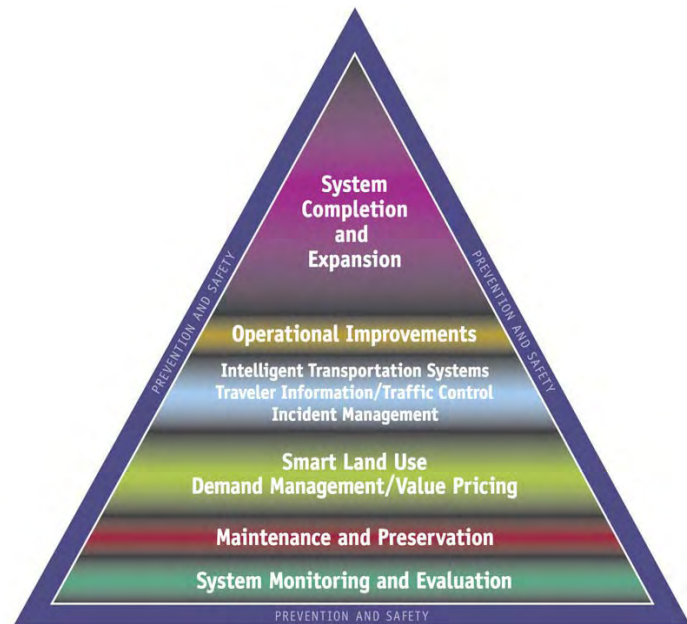 System
Completion
and
Expansion
PREVENTION AND SAFETY
PREVENTION AND SAFETY
Operational Improvements
Intelligent Transportation Systems
Traveler Information/Traffic Control
Incident Management
Smart Land Use
Demand Management/Value Pricing
Maintenance and Preservation
System Monitoring and Evaluation
PREVENTION AND SAFETY